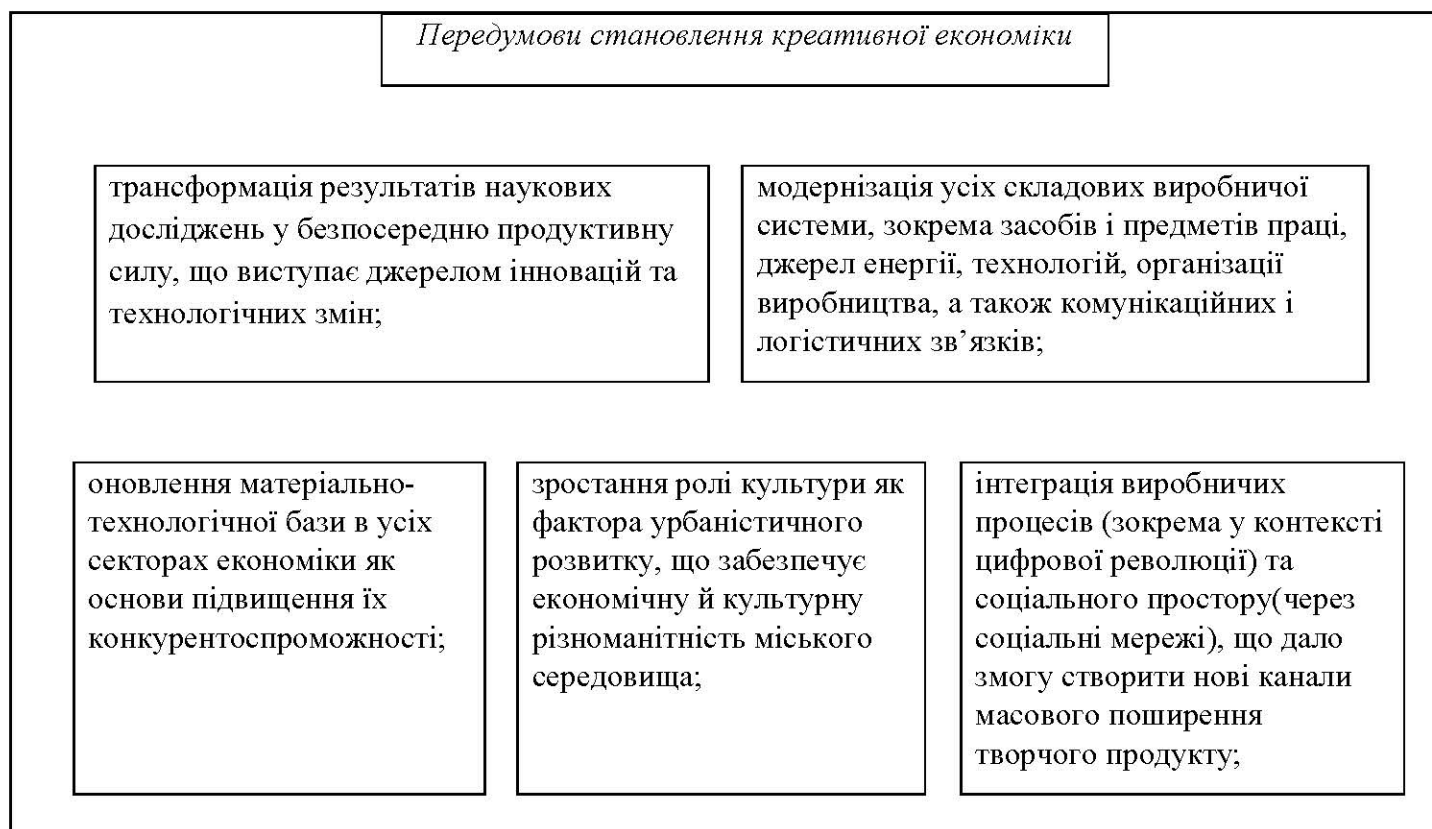 Передумови становлення креативної економіки
трансформація результатів наукових
досліджень у безпосередню продуктивну
силу, що виступає джерелом інновацій та
технологічних змін;
модернізація усіх складових виробничої
системи, зокрема засобів і предметів праці,
джерел енергії, технологій, організації
виробництва, а також комунікаційних і
логістичних зв’язків;
оновлення матеріально-
технологічної бази в усіх
секторах економіки як
основи підвищення їх
конкурентоспроможності;
зростання ролі культури як
фактора урбаністичного
розвитку, що забезпечує
економічну й культурну
різноманітність міського
середовища;
інтеграція виробничих
процесів (зокрема у контексті
цифрової революції) та
соціального простору(через
соціальні мережі), що дало
змогу створити нові канали
масового поширення
творчого продукту;